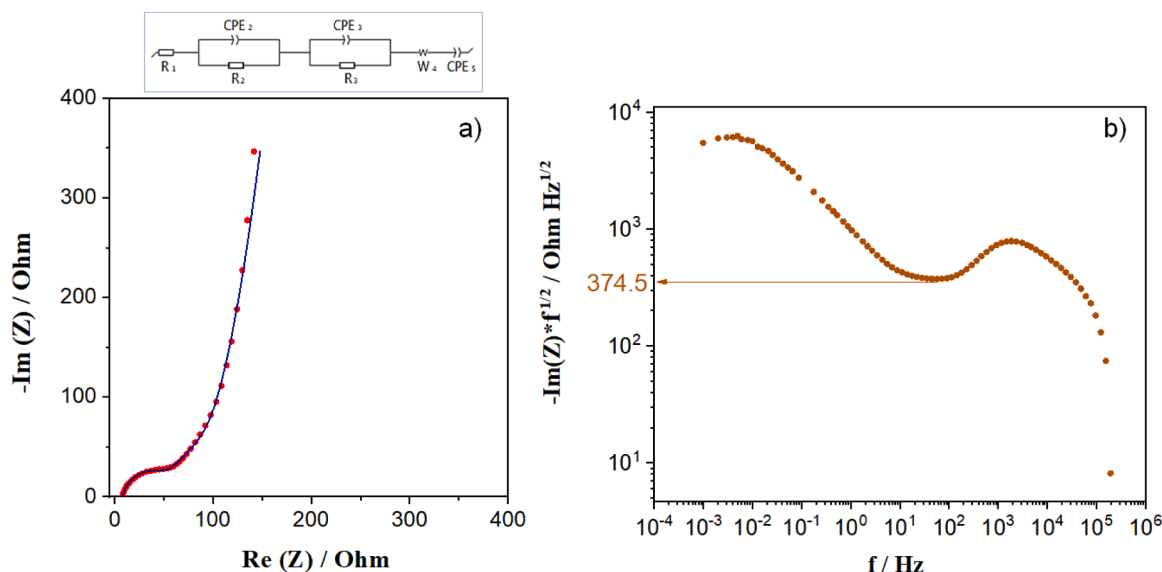 CPE 2
CPE 3
R 1
R2
R 3
W 4
CPE 5
a)
400
300
200
100
0
0
100
200
300
400
-Im (Z) / Ohm
Re (Z) / Ohm
b)
10^4
10^3
374.5
10^2
10^1
10^-4
10^-3
10^-2
10^-1
10^0
10^1
10^2
10^3
10^4
10^5
10^6
-Im(Z)*f^1/2 / Ohm Hz^1/2
f / Hz